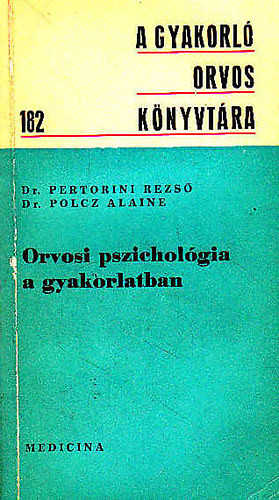 A GYAKORLÓ
ORVOS
182 KÖNYVTÁRA
Dr. PERTORINI REZSŐ
Dr. POLCZ ALAINE
Orvosi pszichológia
a gyakorlatban
MEDICINA